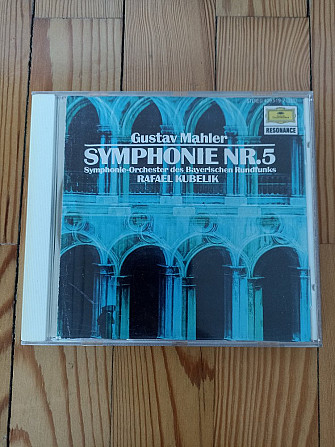 Gustav Mahler
SYMPHONIE NR.5
Symphonie-Orchester des Bayerischen Rundfunks
RAFAEL KUBELIK
RESONANCE